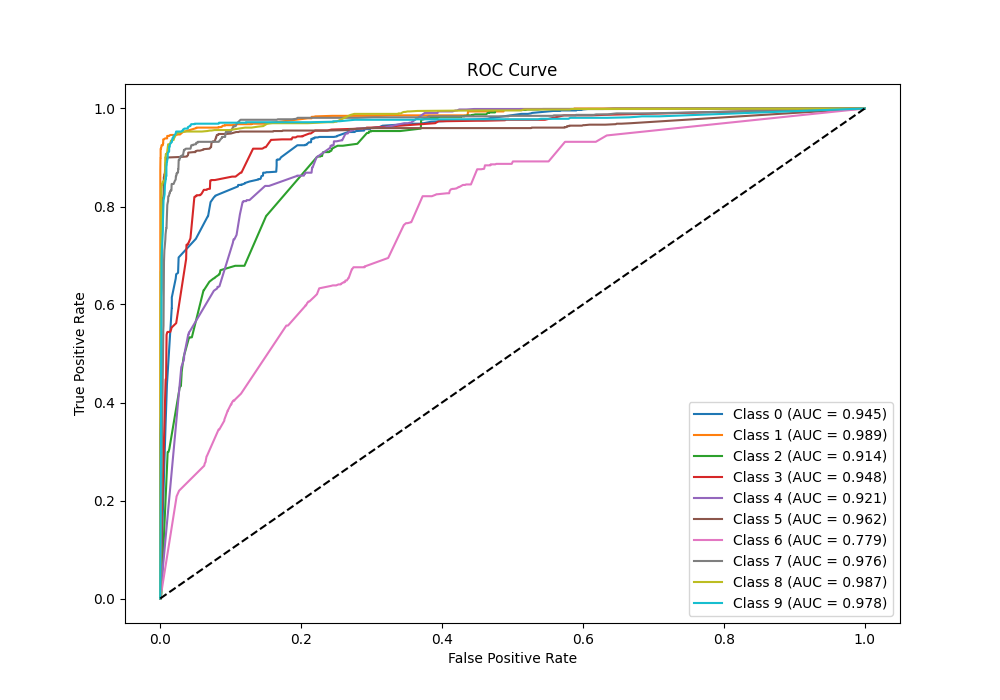 ROC Curve
True Positive Rate
1.0
0.8
0.6
0.4
0.2
0.0
Class 0 (AUC = 0.945)
Class 1 (AUC = 0.989)
Class 2 (AUC = 0.914)
Class 3 (AUC = 0.948)
Class 4 (AUC = 0.921)
Class 5 (AUC = 0.962)
Class 6 (AUC = 0.779)
Class 7 (AUC = 0.976)
Class 8 (AUC = 0.987)
Class 9 (AUC = 0.978)
0.0 0.2 0.4 0.6 0.8 1.0
False Positive Rate